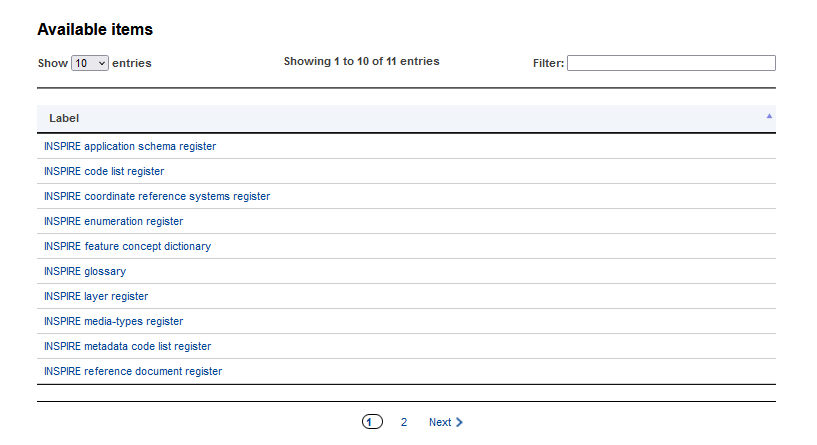 Available items
Show 10 entries Showing 1 to 10 of 11 entries Filter:
Label
INSPIRE application schema register
INSPIRE code list register
INSPIRE coordinate reference systems register
INSPIRE enumeration register
INSPIRE feature concept dictionary
INSPIRE glossary
INSPIRE layer register
INSPIRE media-types register
INSPIRE metadata code list register
INSPIRE reference document register
1 2 Next